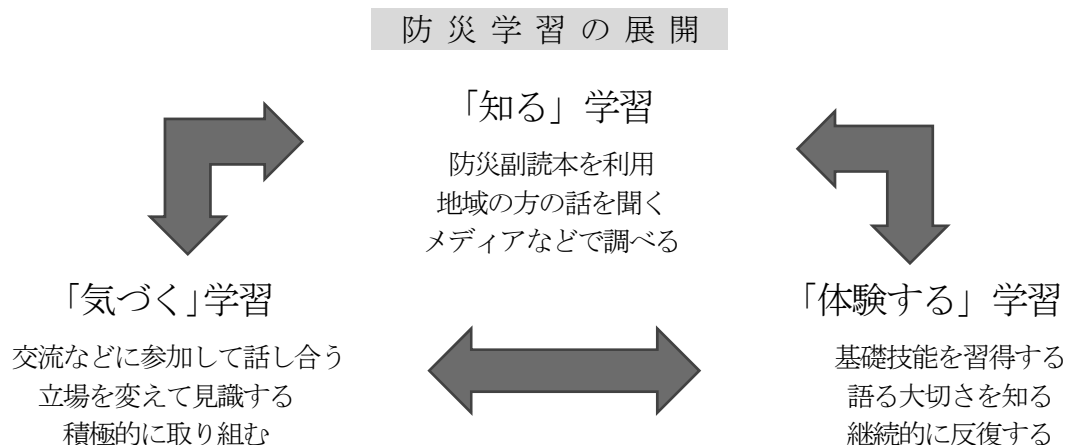 防災学習の展開
「知る」学習
防災副読本を利用
地域の方の話を聞く
メディアなどで調べる
「気づく」学習
交流などに参加して話し合う
立場を変えて見識する
積極的に取り組む
「体験する」学習
基礎技能を習得する
語る大切さを知る
継続的に反復する